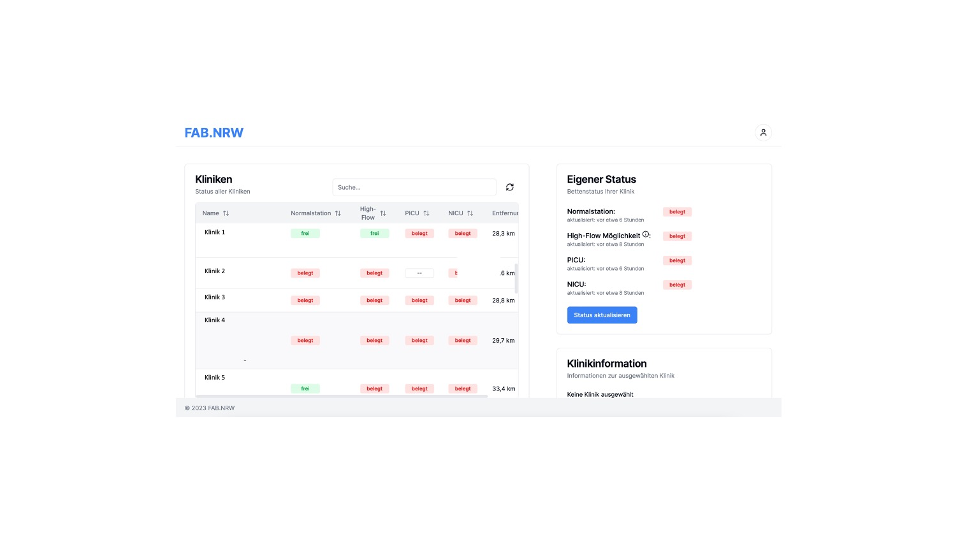 FAB.NRW
Kliniken
Status aller Kliniken
Suche...
Name Normalstation High-Flow PICU NICU Entfernur
Klinik 1 frei frei belegt belegt 28,8 km
Klinik 2 belegt belegt -- b ,6 km
Klinik 3 belegt belegt belegt belegt 28,8 km
Klinik 4 belegt belegt belegt belegt 29,7 km
Klinik 5 frei belegt belegt belegt 33,4 km
Eigener Status
Bettenstatus ihrer Klinik
Normalstation: belegt
aktualisiert: vor etwa 6 Stunden
High-Flow Möglichkeit : belegt
aktualisiert: vor etwa 8 Stunden
PICU: belegt
aktualisiert: vor etwa 6 Stunden
NICU: belegt
aktualisiert: vor etwa 6 Stunden
Status aktualisieren
Klinikinformation
Informationen zur ausgewählten Klinik
Keine Klinik ausgewählt
© 2023 FAB.NRW